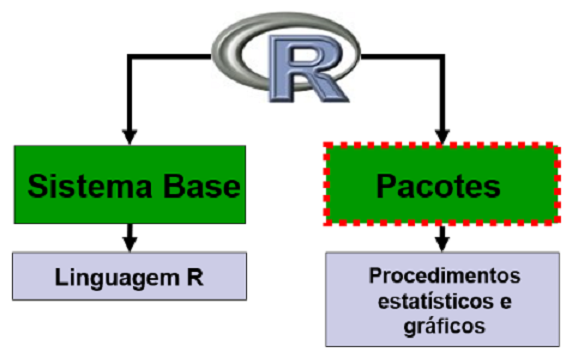 R
Sistema Base
Pacotes
Linguagem R
Procedimentos
estatísticos e
gráficos